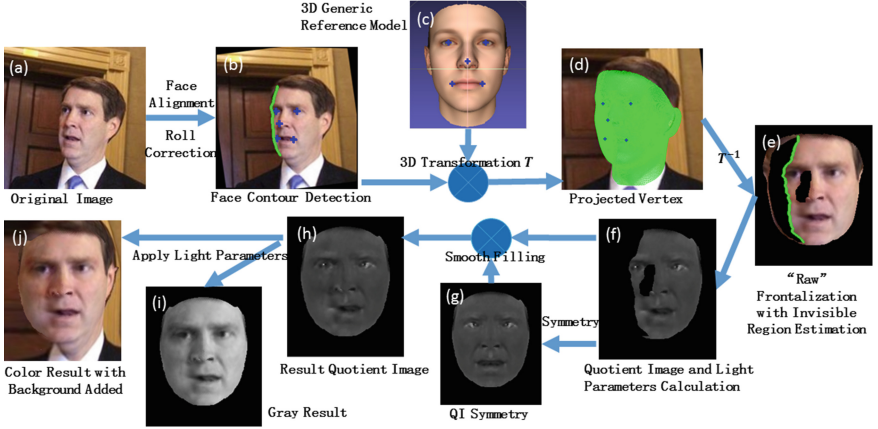 3D Generic
Reference Model
(c)
(a)
Face
Alignment
Roll
Correction
(b)
(d)
(e)
T⁻¹
Original Image
Face Contour Detection
3D Transformation T
Projected Vertex
(j)
Apply Light Parameters
(h)
Smooth Filling
(f)
(i)
(g)
Symmetry
“Raw”
Frontalization
with Invisible
Region Estimation
Color Result with
Background Added
Gray Result
Result Quotient Image
QI Symmetry
Quotient Image and Light
Parameters Calculation